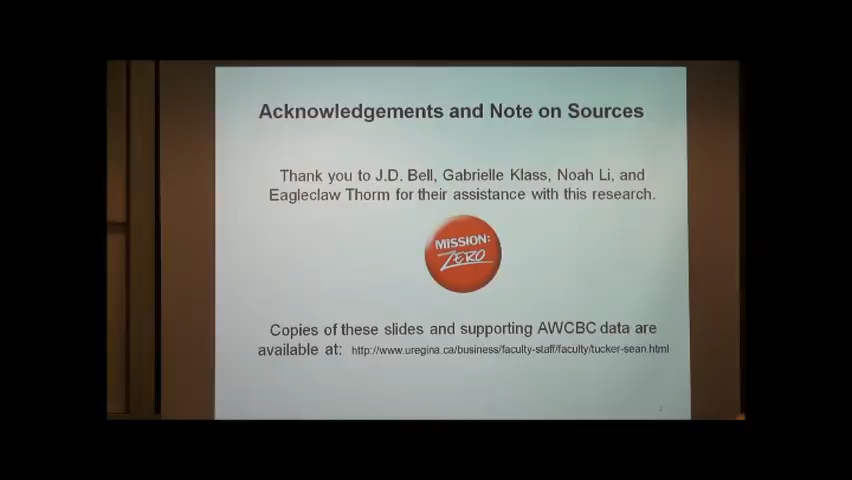 Acknowledgements and Note on Sources
Thank you to J.D. Bell, Gabrielle Klass, Noah Li, and
Eagleclaw Thorm for their assistance with this research.
MISSION:
ZERO
Copies of these slides and supporting AWCBC data are
available at: http://www.uregina.ca/business/faculty-staff/faculty/tucker-sean.html
2